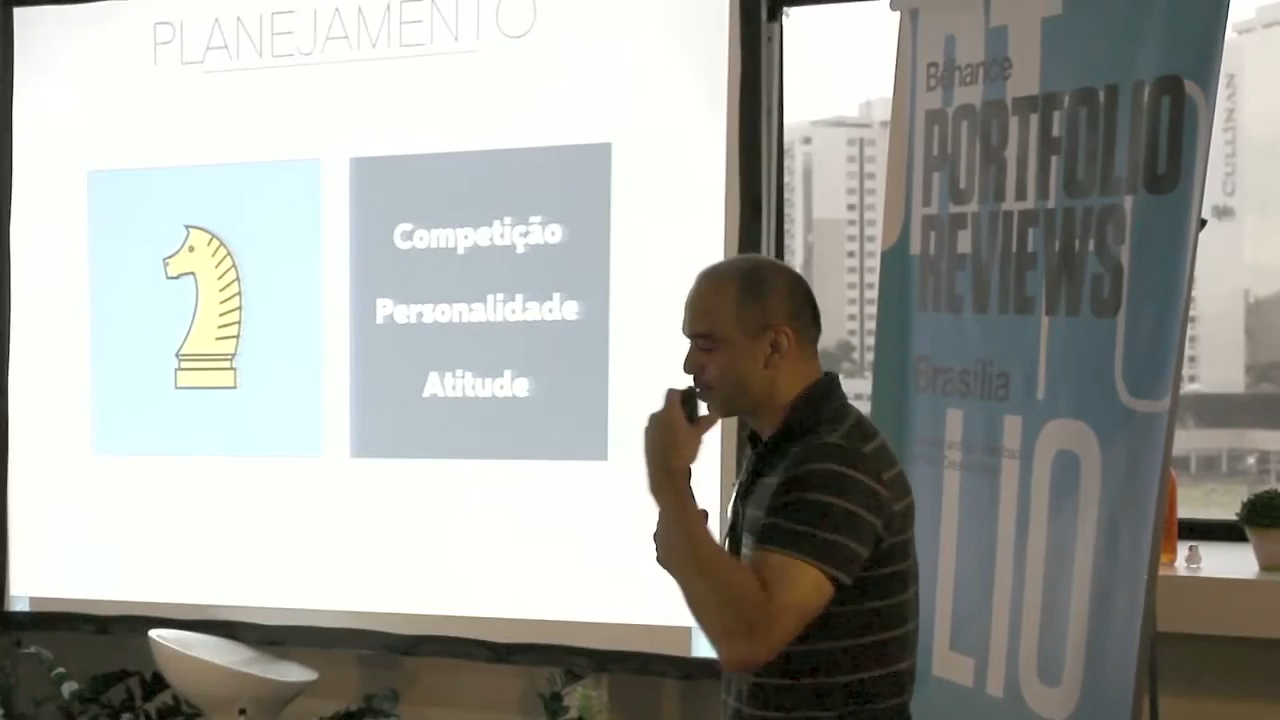 PLANEJAMENTO
Competição
Personalidade
Atitude
Behance
PORTFOLIO
REVIEWS
Brasília
LIO
CULLINAN